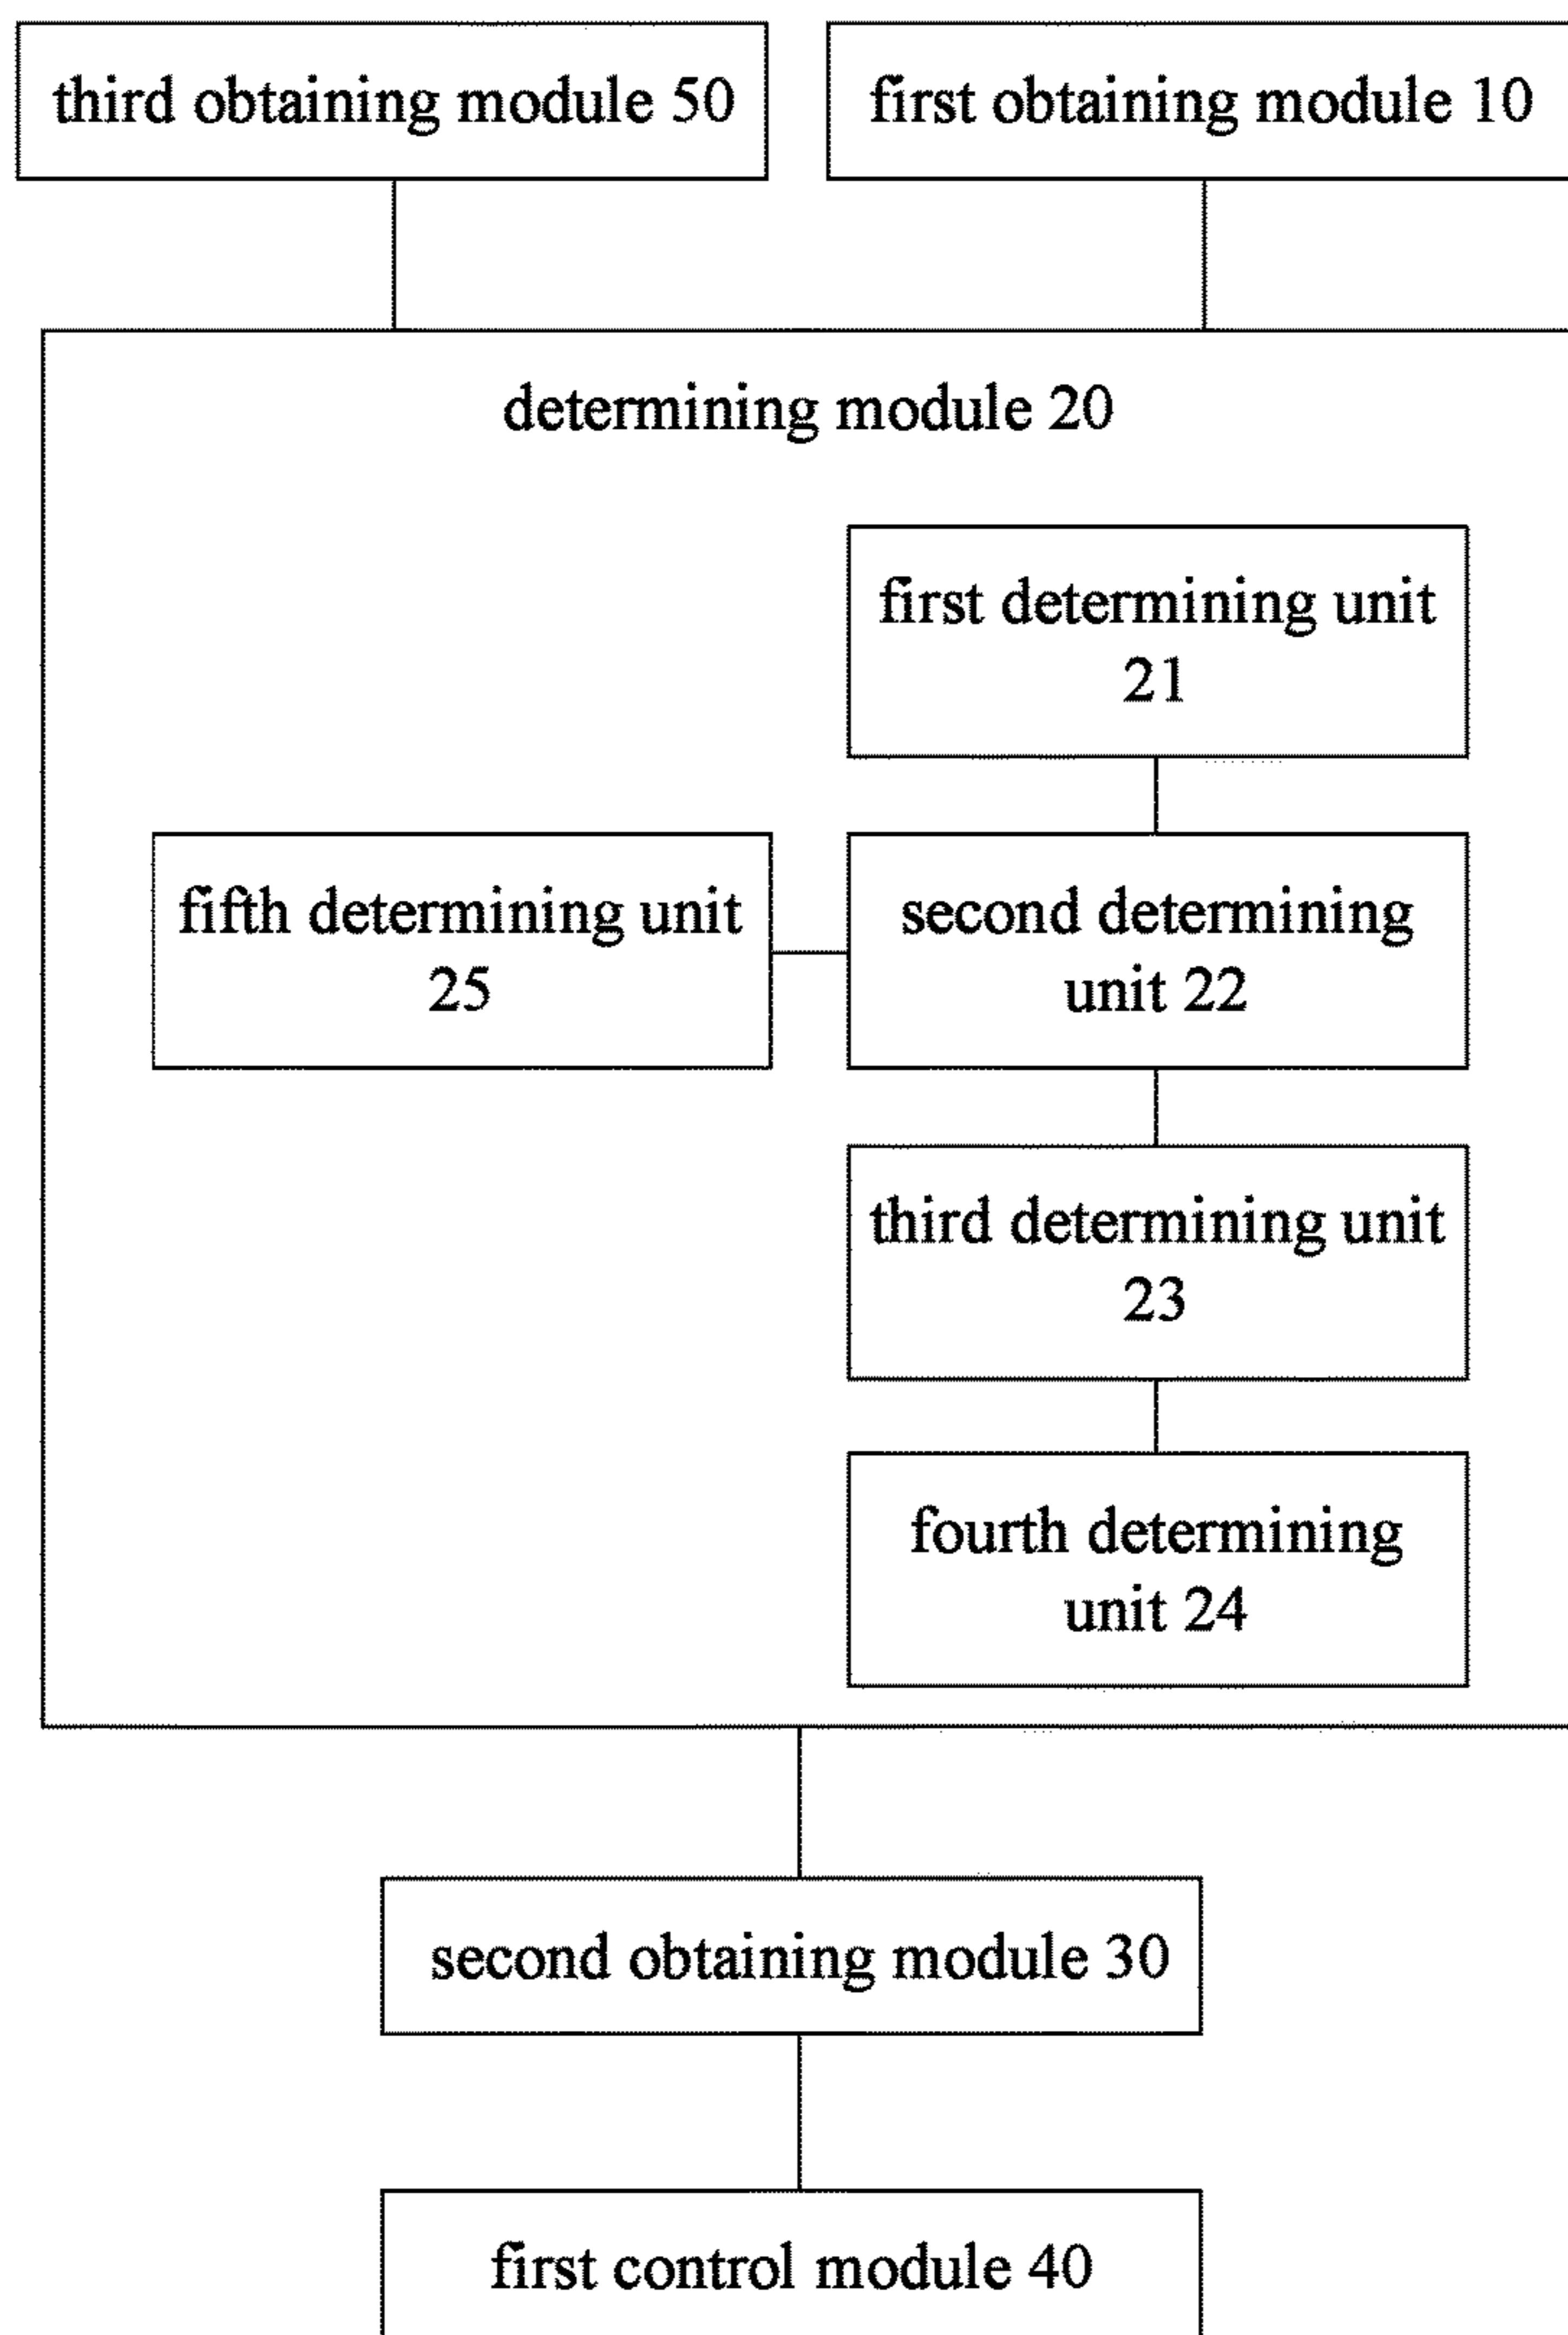 third obtaining module 50
first obtaining module 10
determining module 20
first determining unit
21
fifth determining unit
25
second determining
unit 22
third determining unit
23
fourth determining
unit 24
second obtaining module 30
first control module 40